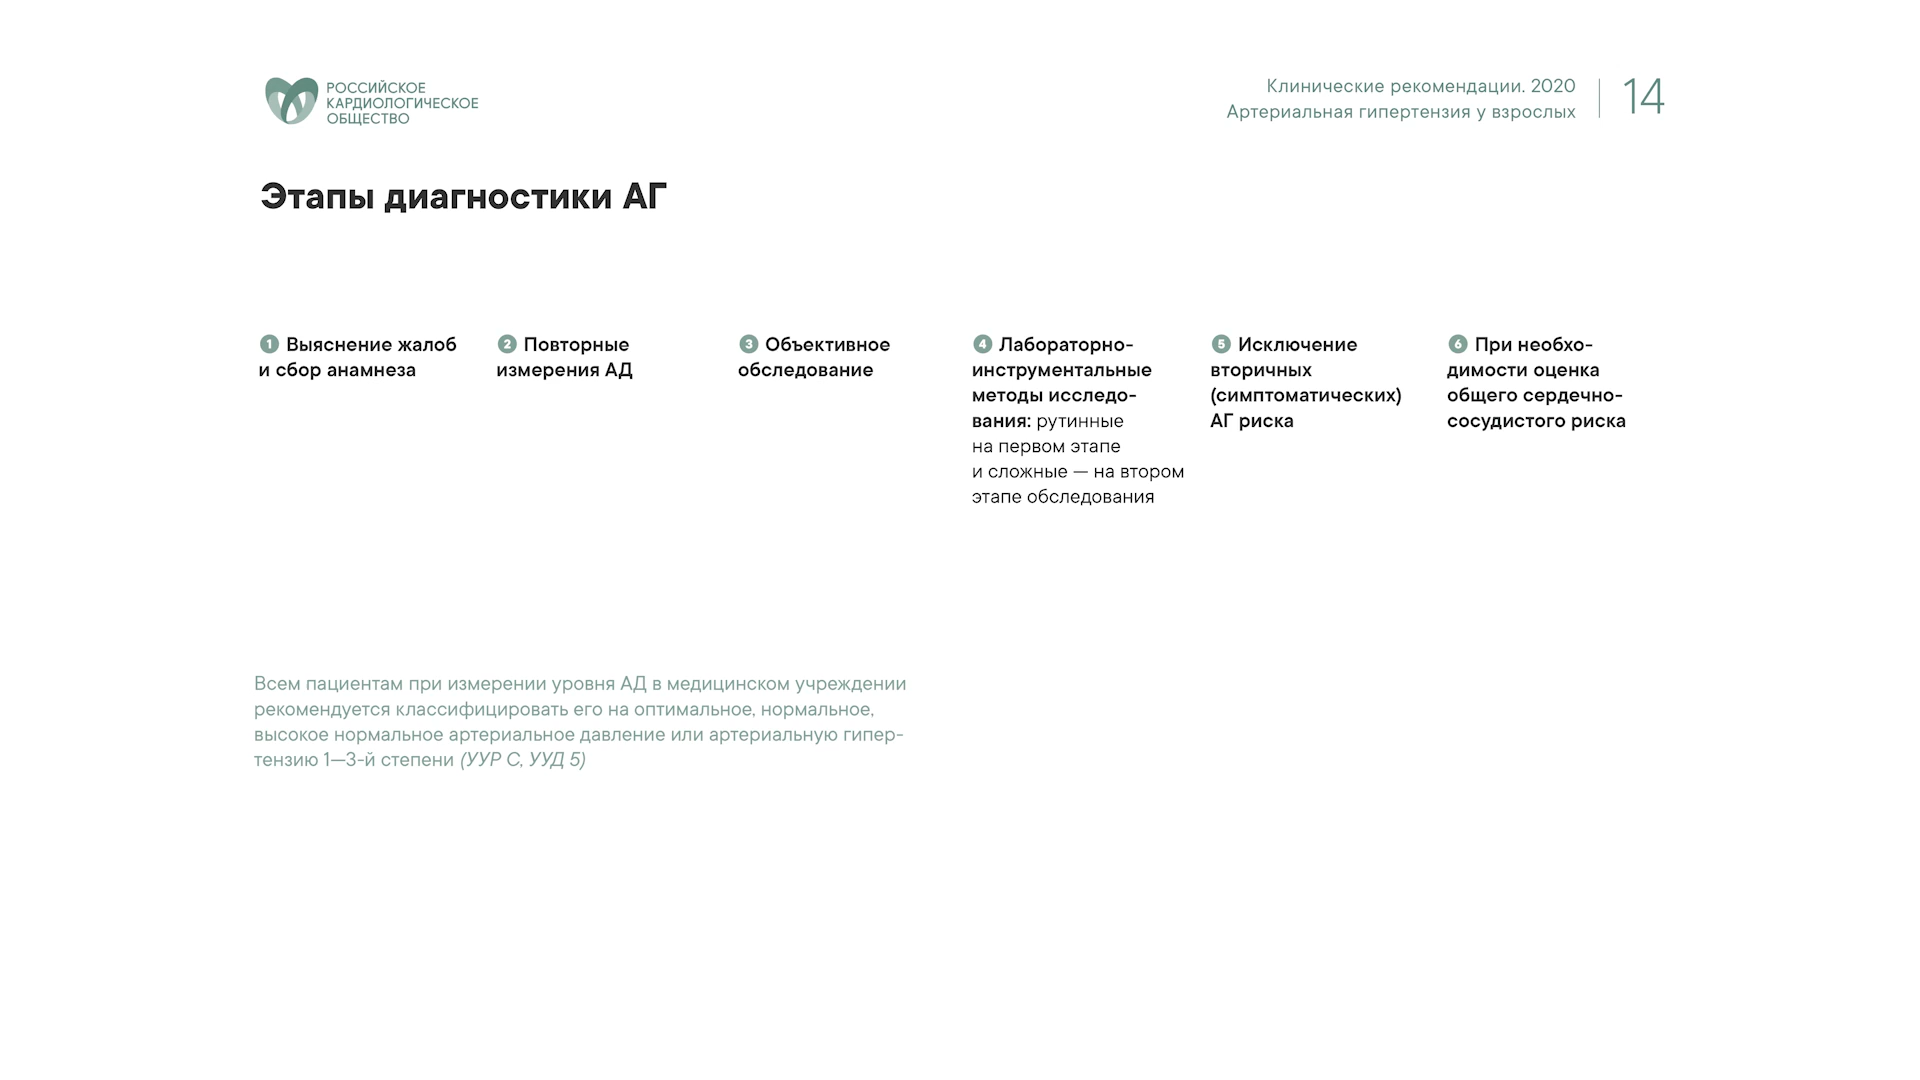 РОССИЙСКОЕ
КАРДИОЛОГИЧЕСКОЕ
ОБЩЕСТВО
Клинические рекомендации. 2020
Артериальная гипертензия у взрослых
14
Этапы диагностики АГ
1 Выяснение жалоб
и сбор анамнеза
2 Повторные
измерения АД
3 Объективное
обследование
4 Лабораторно-
инструментальные
методы исследо-
вания: рутинные
на первом этапе
и сложные — на втором
этапе обследования
5 Исключение
вторичных
(симптоматических)
АГ риска
6 При необхо-
димости оценка
общего сердечно-
сосудистого риска
Всем пациентам при измерении уровня АД в медицинском учреждении
рекомендуется классифицировать его на оптимальное, нормальное,
высокое нормальное артериальное давление или артериальную гипер-
тензию 1—3-й степени (УУР С, УУД 5)